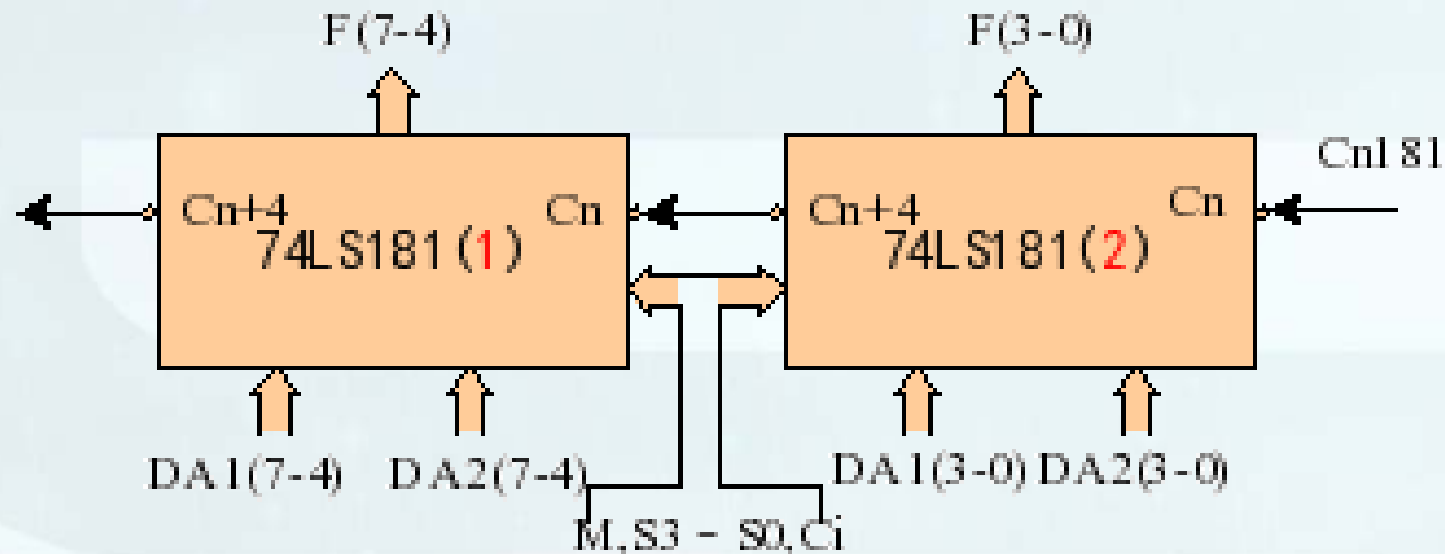 F(7-4) F(3-0)
Cn181
Cn+4 Cn Cn+4 Cn
74LS181(1) 74LS181(2)
DA1(7-4) DA2(7-4) DA1(3-0) DA2(3-0)
M,S3 - S0,Ci